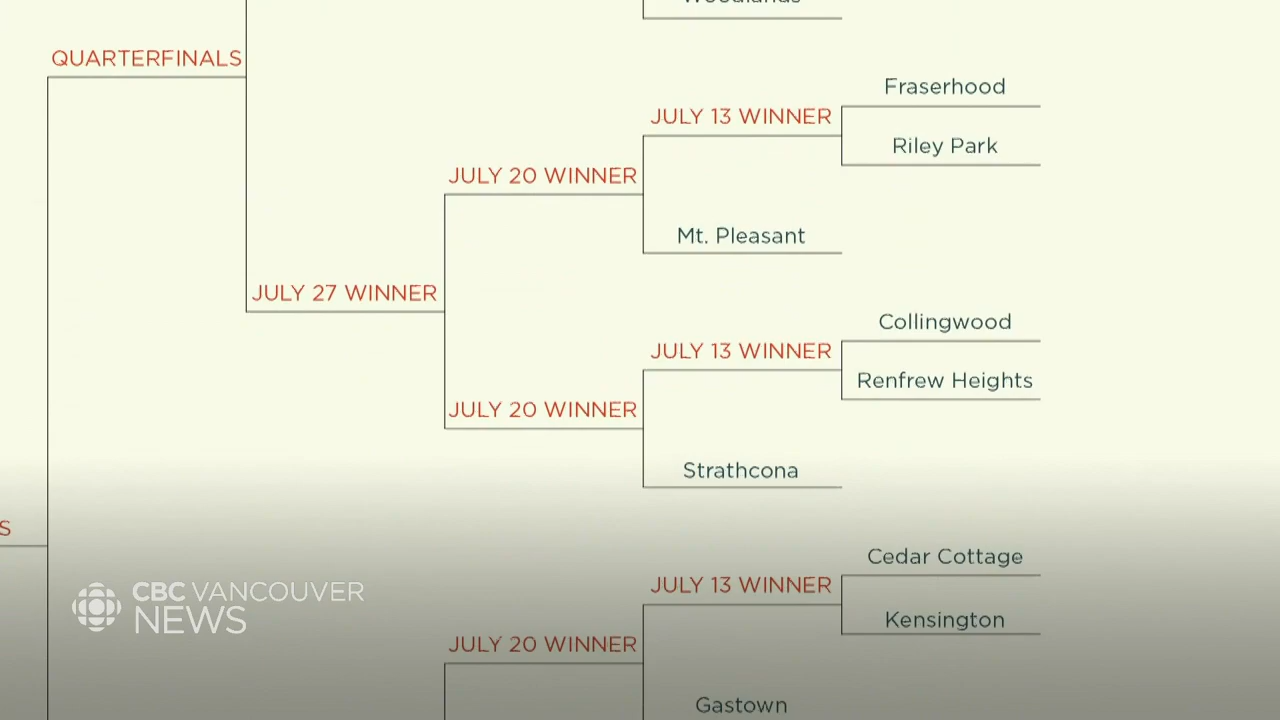 Woodlands
QUARTERFINALS
Fraserhood
JULY 13 WINNER
Riley Park
JULY 20 WINNER
Mt. Pleasant
JULY 27 WINNER
Collingwood
JULY 13 WINNER
Renfrew Heights
JULY 20 WINNER
Strathcona
S
Cedar Cottage
JULY 13 WINNER
CBC VANCOUVER
NEWS
Kensington
JULY 20 WINNER
Gastown